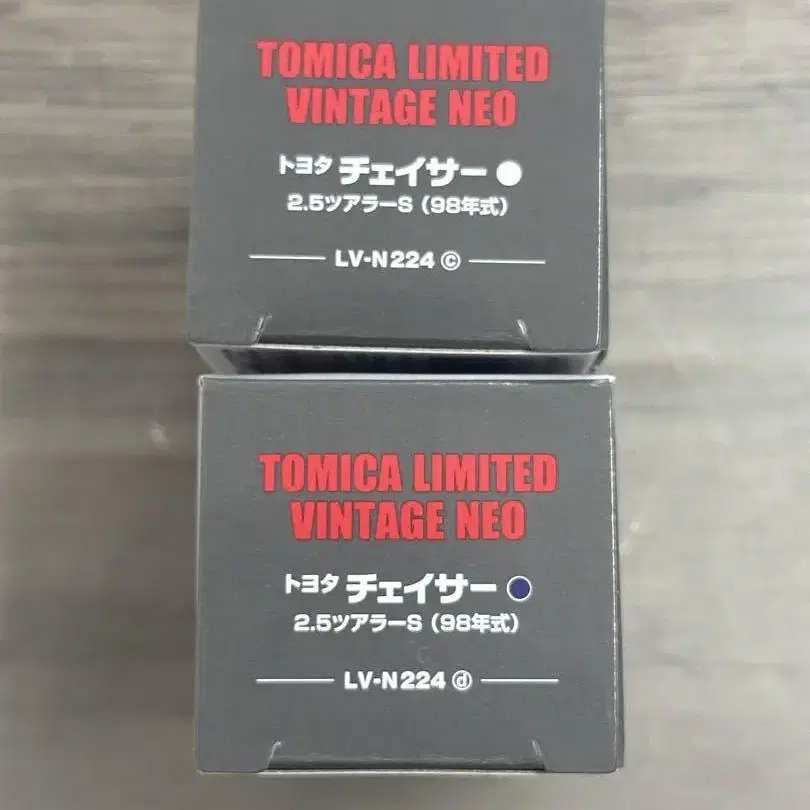 TOMICA LIMITED
VINTAGE NEO
トヨタ チェイサー
2.5ツアラーS（98年式）
LV-N224 ⓒ
TOMICA LIMITED
VINTAGE NEO
トヨタ チェイサー
2.5ツアラーS（98年式）
LV-N224 ⓓ